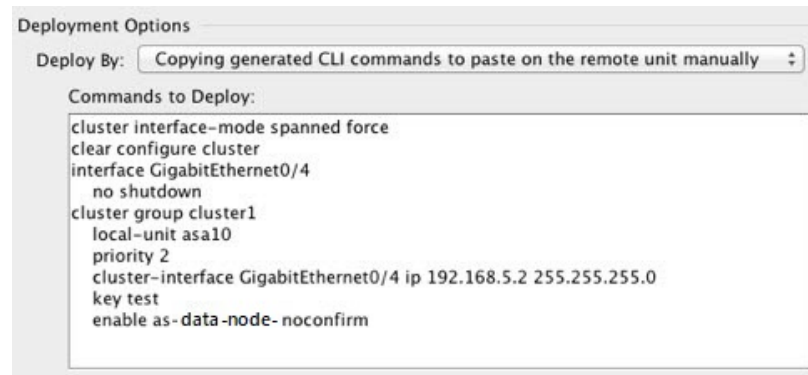 Deployment Options
Deploy By: Copying generated CLI commands to paste on the remote unit manually
Commands to Deploy:
cluster interface-mode spanned force
clear configure cluster
interface GigabitEthernet0/4
no shutdown
cluster group cluster1
local-unit asa10
priority 2
cluster-interface GigabitEthernet0/4 ip 192.168.5.2 255.255.255.0
key test
enable as-data-node-noconfirm